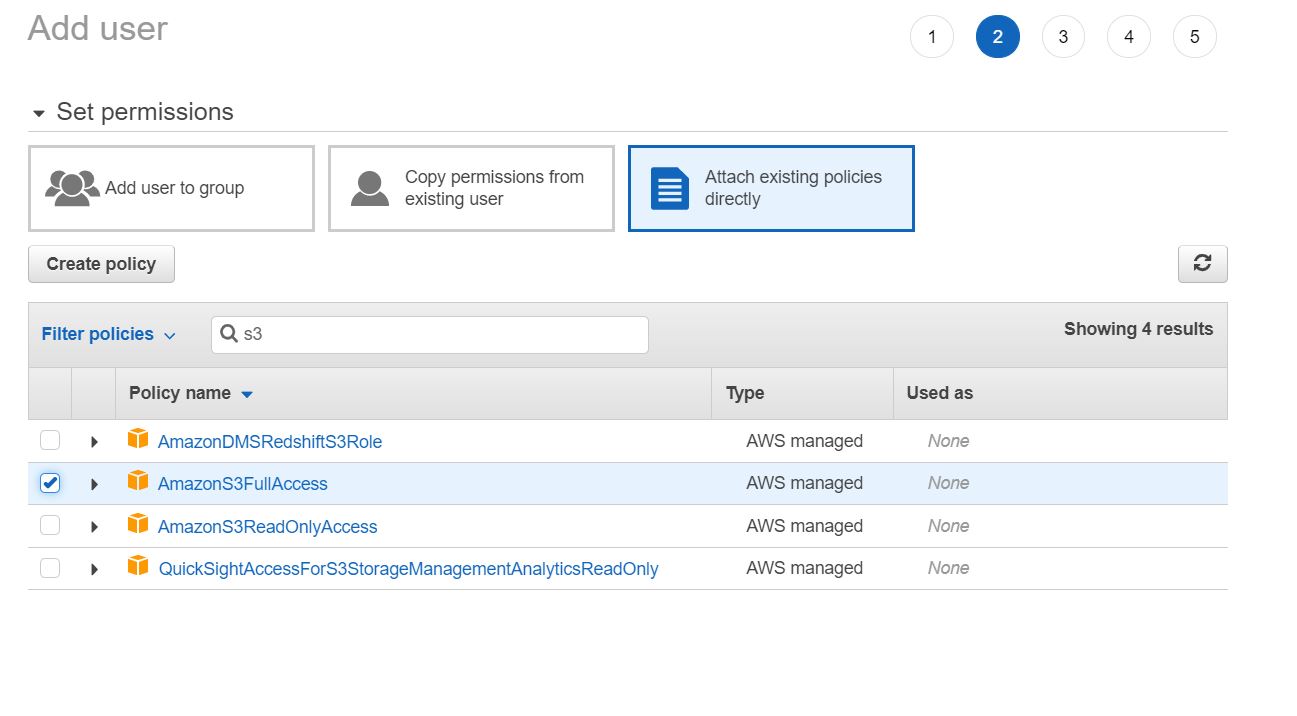 Add user
1 2 3 4 5
Set permissions
Add user to group
Copy permissions from
existing user
Attach existing policies
directly
Create policy
Filter policies s3 Showing 4 results
Policy name Type Used as
AmazonDMSRedshiftS3Role AWS managed None
AmazonS3FullAccess AWS managed None
AmazonS3ReadOnlyAccess AWS managed None
QuickSightAccessForS3StorageManagementAnalyticsReadOnly AWS managed None